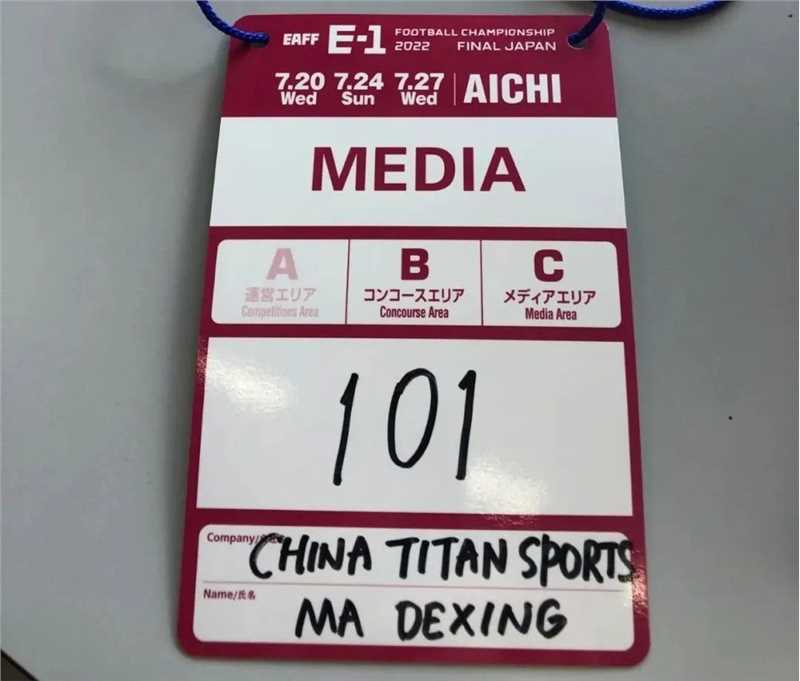 EAFF E-1 FOOTBALL CHAMPIONSHIP
2022 FINAL JAPAN
7.20 7.24 7.27 AICHI
Wed Sun Wed
MEDIA
A B C
運営エリア コンコースエリア メディアエリア
Competitions Area Concourse Area Media Area
101
Company/
CHINA TITAN SPORTS
Name/氏名
MA DEXING